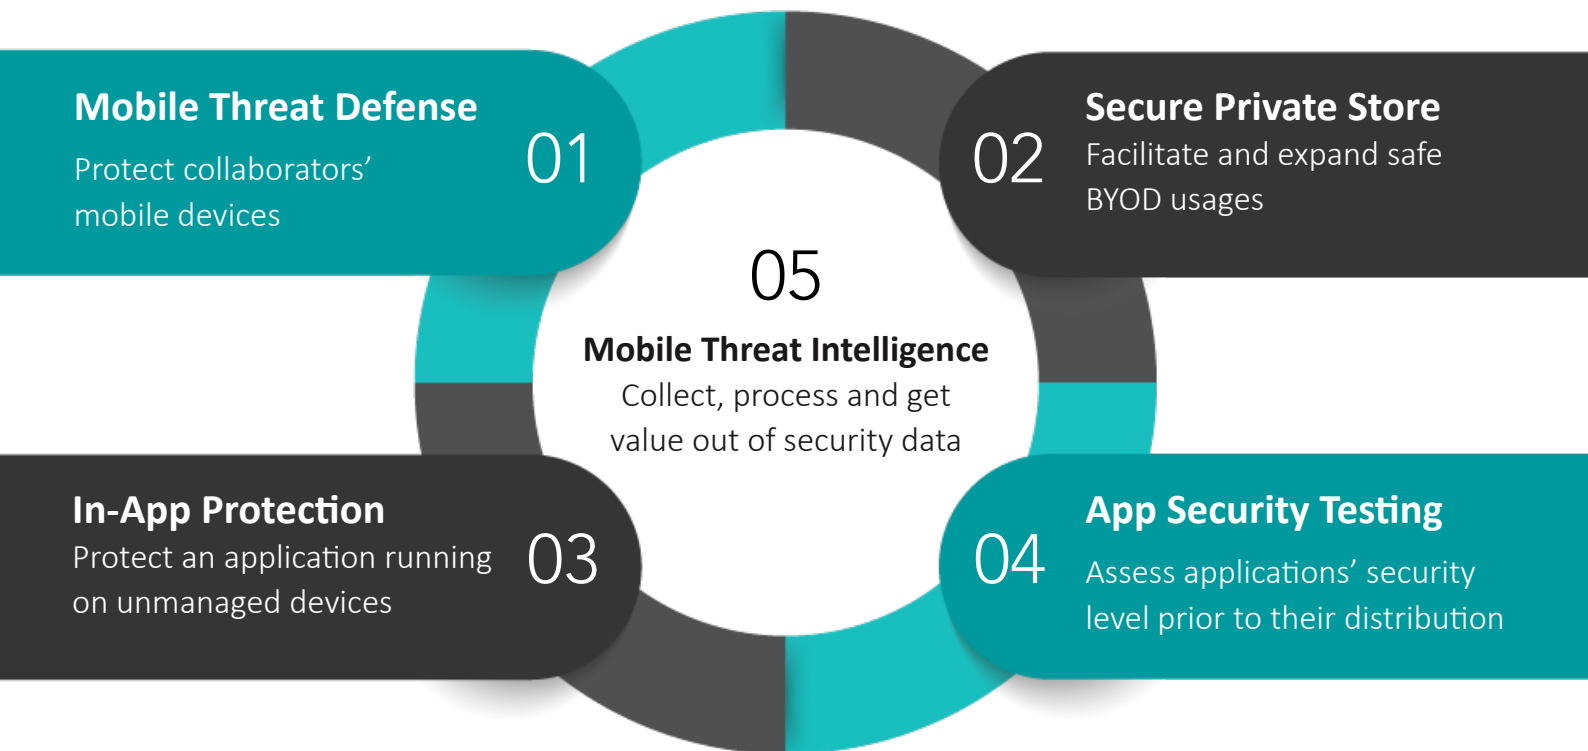 Mobile Threat Defense
Protect collaborators’
mobile devices
01
02
Secure Private Store
Facilitate and expand safe
BYOD usages
05
Mobile Threat Intelligence
Collect, process and get
value out of security data
In-App Protection
Protect an application running
on unmanaged devices
03
04
App Security Testing
Assess applications’ security
level prior to their distribution